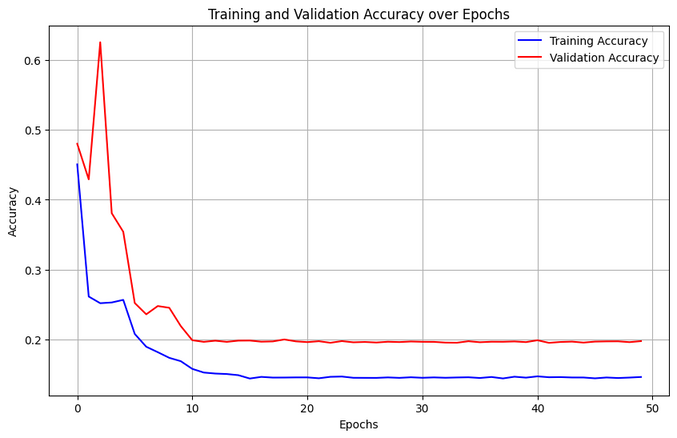 Training and Validation Accuracy over Epochs
Training Accuracy
Validation Accuracy
Accuracy
0.6
0.5
0.4
0.3
0.2
0 10 20 30 40 50
Epochs